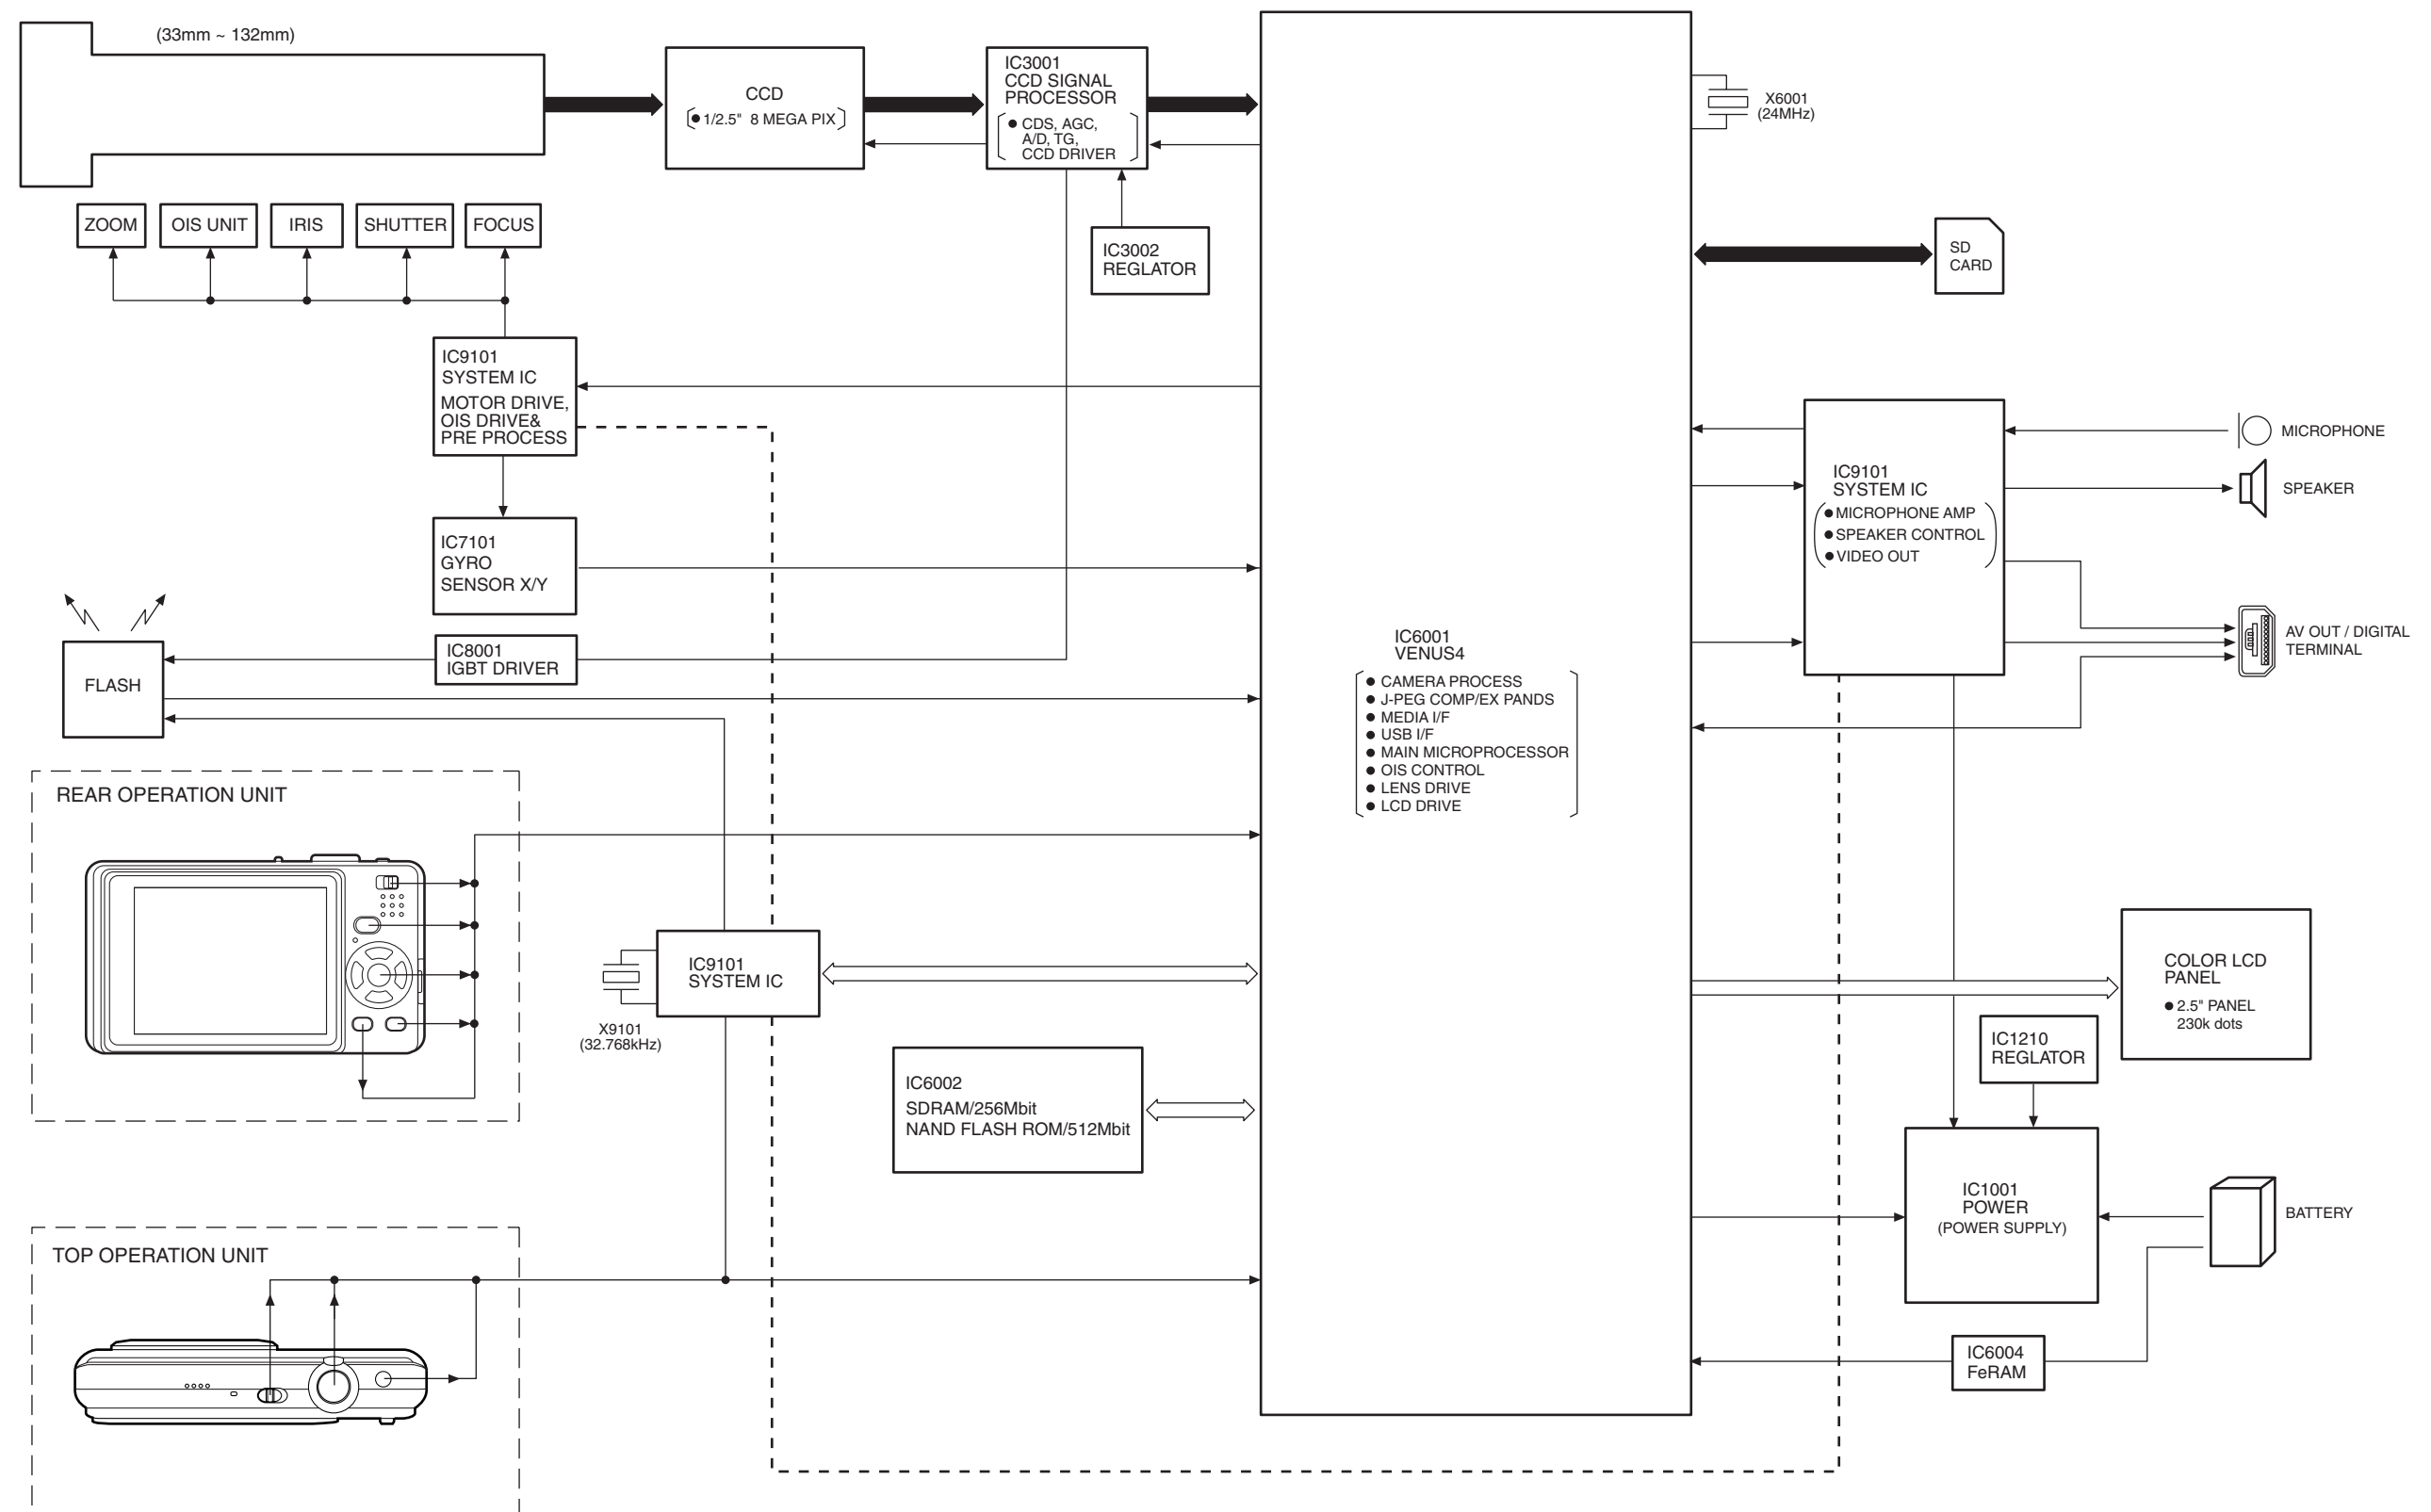 (33mm ~ 132mm)
CCD
● 1/2.5" 8 MEGA PIX
IC3001
CCD SIGNAL
PROCESSOR
● CDS, AGC,
A/D, TG,
CCD DRIVER
X6001
(24MHz)
ZOOM
OIS UNIT
IRIS
SHUTTER
FOCUS
IC3002
REGLATOR
SD
CARD
IC9101
SYSTEM IC
MOTOR DRIVE,
OIS DRIVE&
PRE PROCESS
IC9101
SYSTEM IC
● MICROPHONE AMP
● SPEAKER CONTROL
● VIDEO OUT
MICROPHONE
SPEAKER
IC7101
GYRO
SENSOR X/Y
AV OUT / DIGITAL
TERMINAL
IC8001
IGBT DRIVER
FLASH
IC6001
VENUS4
● CAMERA PROCESS
● J-PEG COMP/EX PANDS
● MEDIA I/F
● USB I/F
● MAIN MICROPROCESSOR
● OIS CONTROL
● LENS DRIVE
● LCD DRIVE
REAR OPERATION UNIT
IC9101
SYSTEM IC
X9101
(32.768kHz)
COLOR LCD
PANEL
● 2.5" PANEL
230k dots
IC1210
REGLATOR
IC6002
SDRAM/256Mbit
NAND FLASH ROM/512Mbit
IC1001
POWER
(POWER SUPPLY)
BATTERY
TOP OPERATION UNIT
IC6004
FeRAM